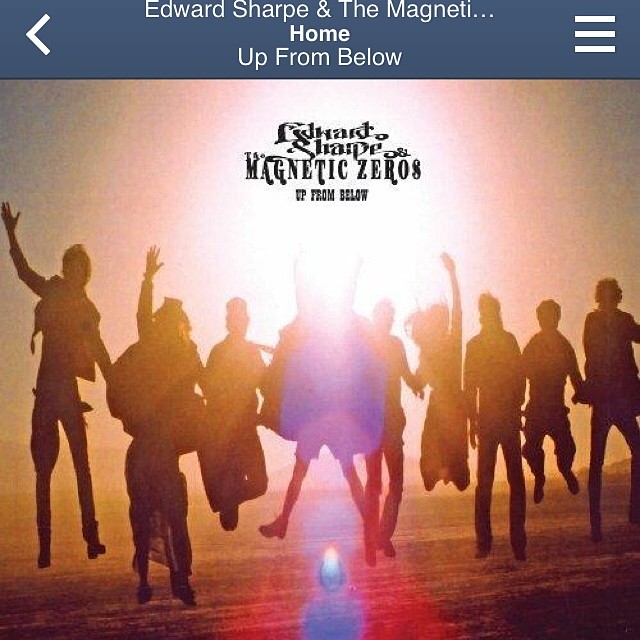 Edward Sharpe & The Magneti...
Home
Up From Below
Edward
Sharpe &
The
MAGNETIC ZEROS
UP FROM BELOW